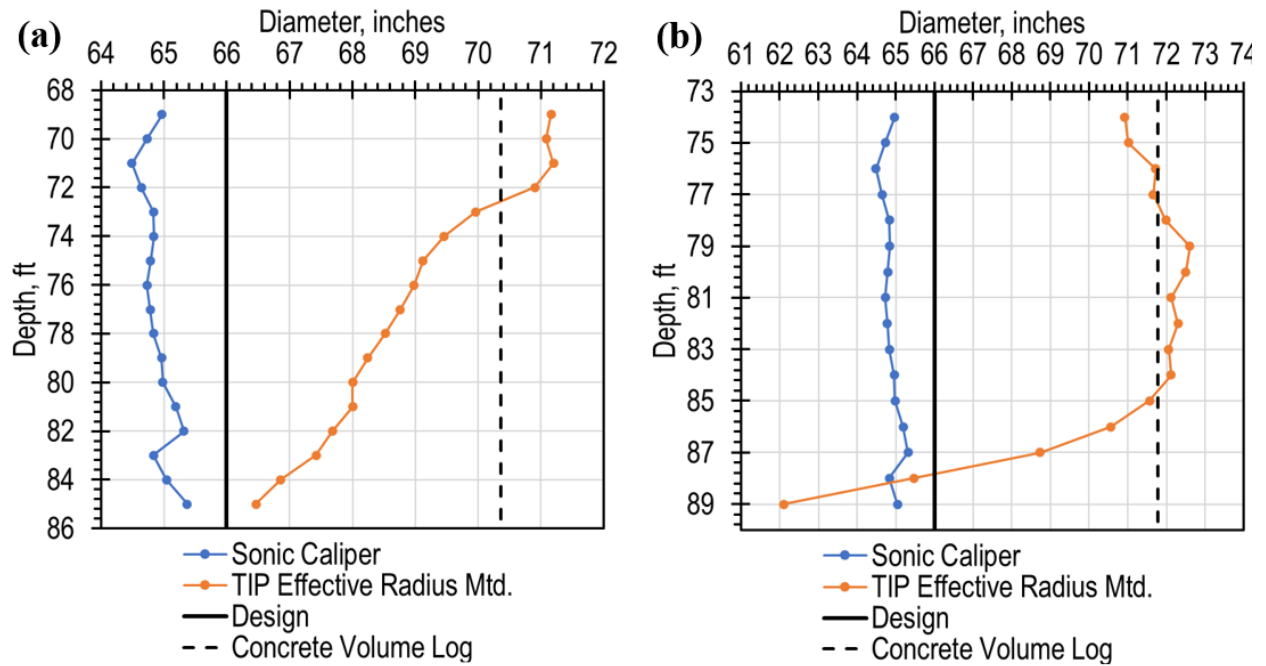 (a)
Diameter, inches
64 65 66 67 68 69 70 71 72
68
70
72
74
76
78
80
82
84
86
Depth, ft
Sonic Caliper
TIP Effective Radius Mtd.
Design
Concrete Volume Log
(b)
Diameter, inches
61 62 63 64 65 66 67 68 69 70 71 72 73 74
73
75
77
79
81
83
85
87
89
Depth, ft
Sonic Caliper
TIP Effective Radius Mtd.
Design
Concrete Volume Log